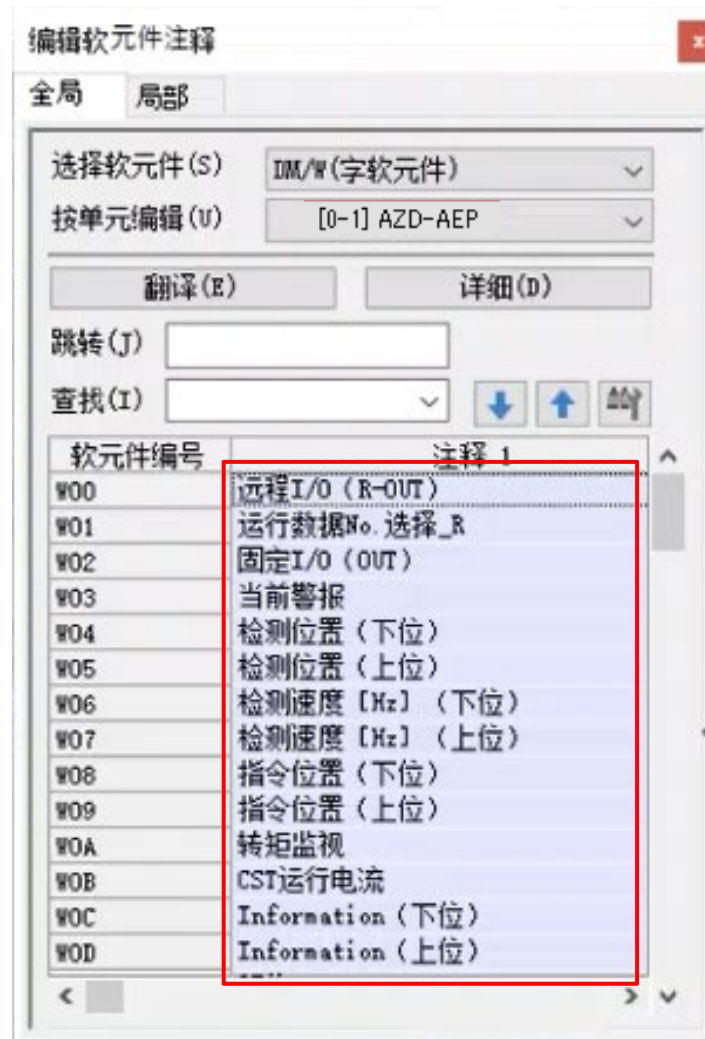 编辑软元件注释
全局 局部
选择软元件(S) DM/W(字软元件)
按单元编辑(U) [0-1] AZD-AEP
翻译(E) 详细(D)
跳转(J)
查找(I)
软元件编号 注释 1
W00 远程I/O（R-OUT）
W01 运行数据No.选择_R
W02 固定I/O（OUT）
W03 当前警报
W04 检测位置（下位）
W05 检测位置（上位）
W06 检测速度［Hz］（下位）
W07 检测速度［Hz］（上位）
W08 指令位置（下位）
W09 指令位置（上位）
W0A 转矩监视
W0B CST运行电流
W0C Information（下位）
W0D Information（上位）